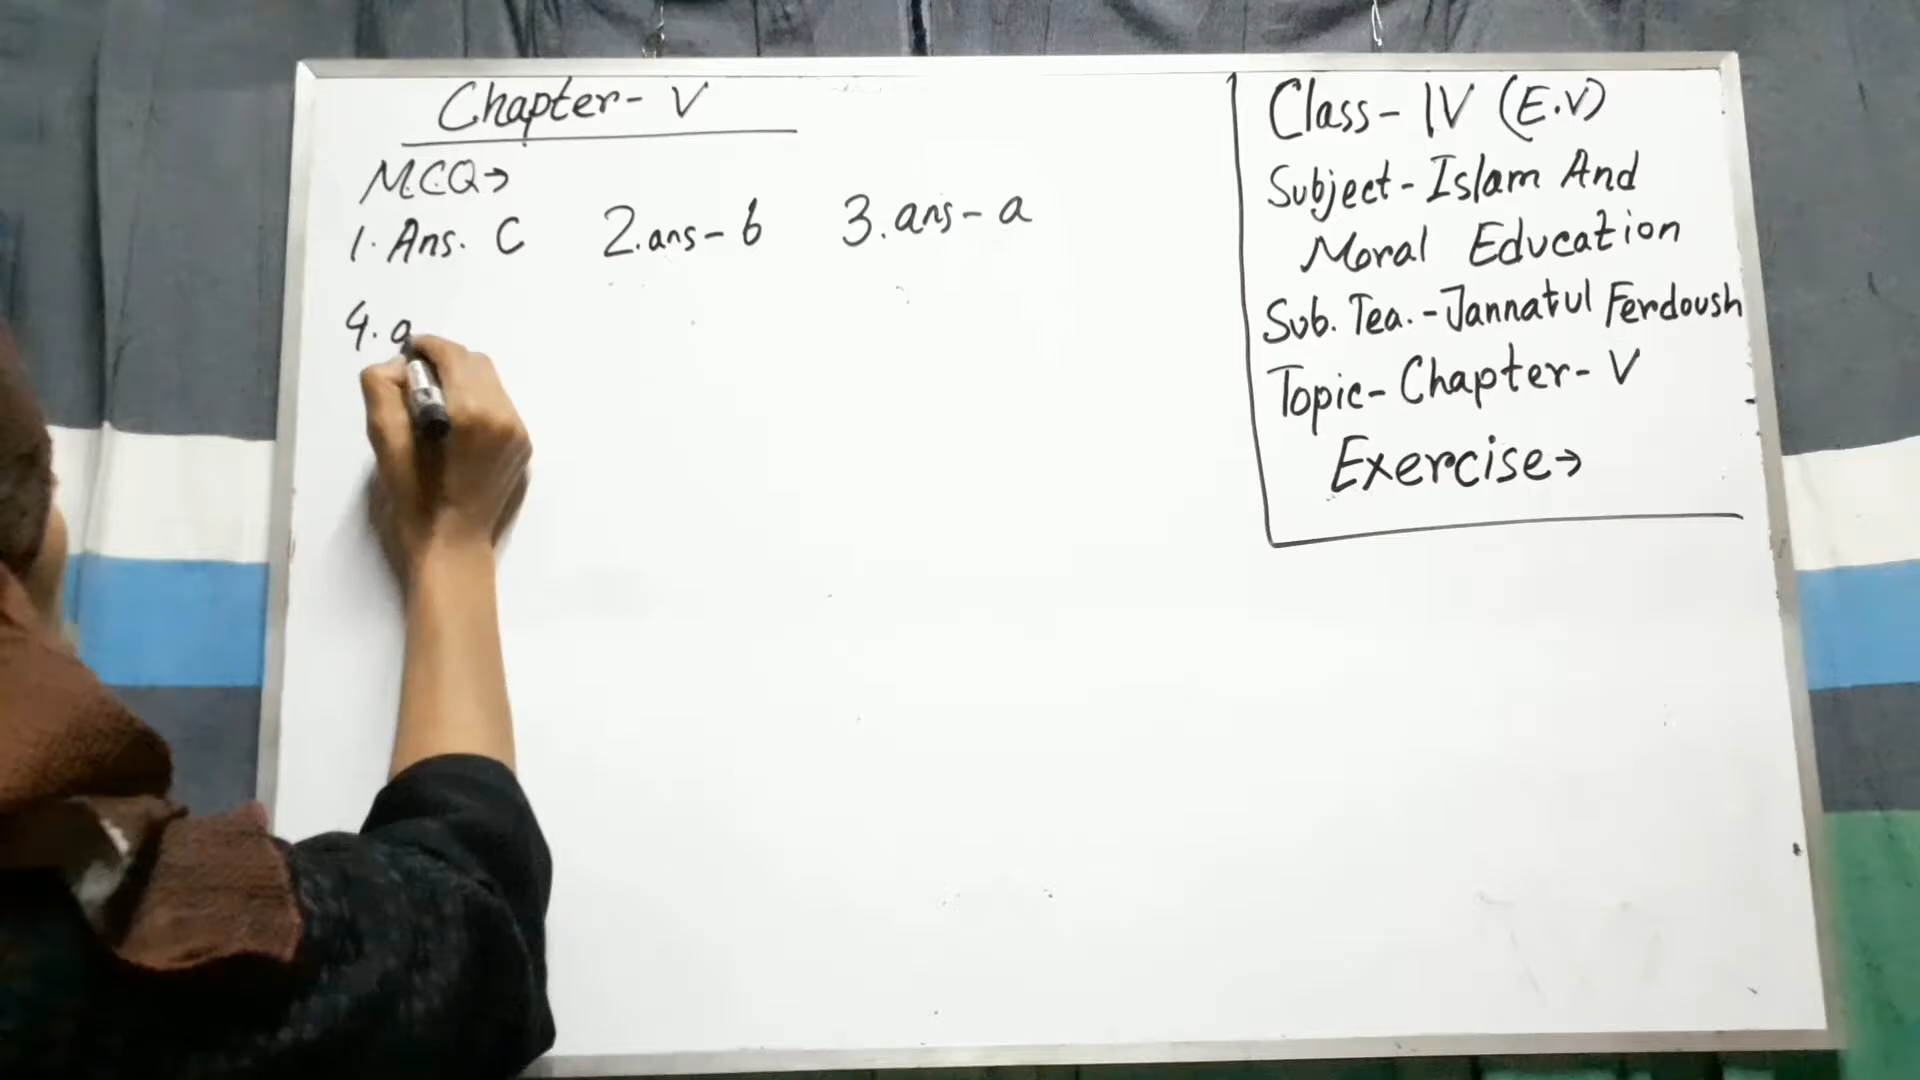 Chapter- V
MCQ→
1. Ans. C 2. ans- b 3. ans- a
4. a
Class- IV (E.V)
Subject- Islam And
Moral Education
Sub. Tea.- Jannatul Ferdoush
Topic- Chapter- V
Exercise→